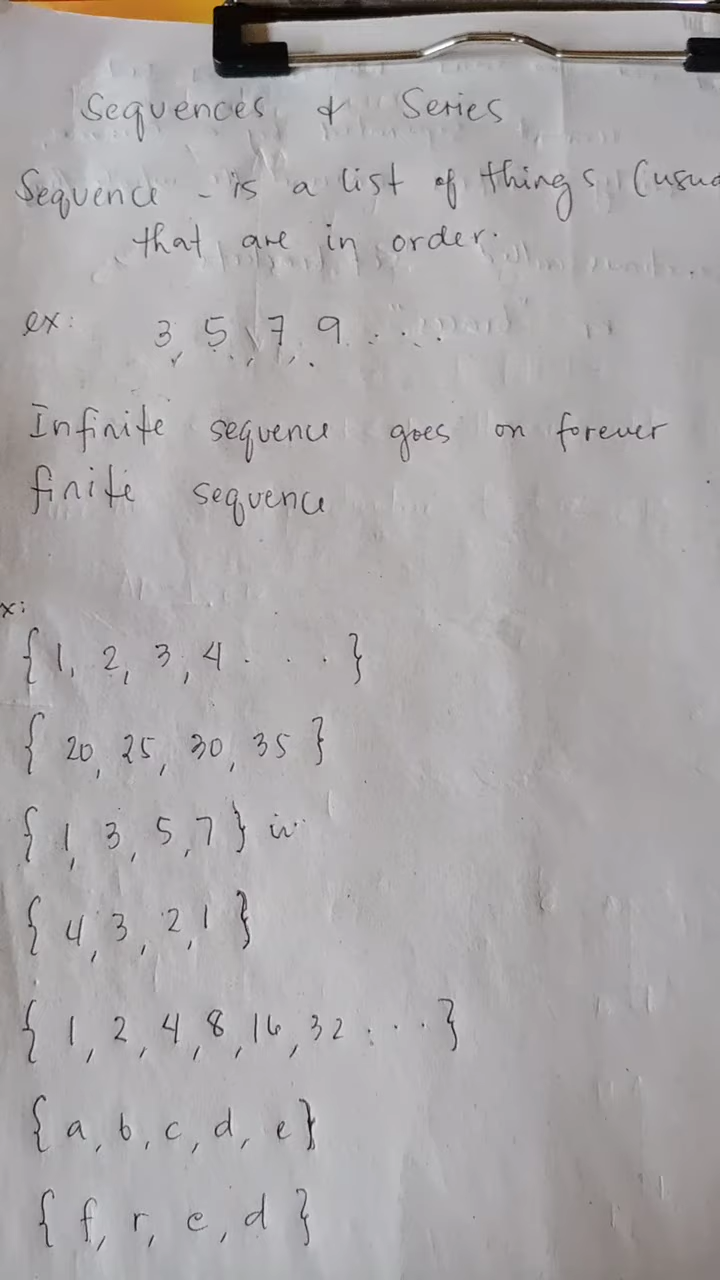 Sequences & Series
Sequence - is a list of things (usua
that are in order.
ex: 3, 5, 7, 9 . . . .
Infinite sequence goes on forever
finite sequence
x:
{ 1, 2, 3, 4 . . . }
{ 20, 25, 30, 35 }
{ 1, 3, 5, 7 }
{ 4, 3, 2, 1 }
{ 1, 2, 4, 8, 16, 32 . . . }
{ a, b, c, d, e }
{ f, r, e, d }